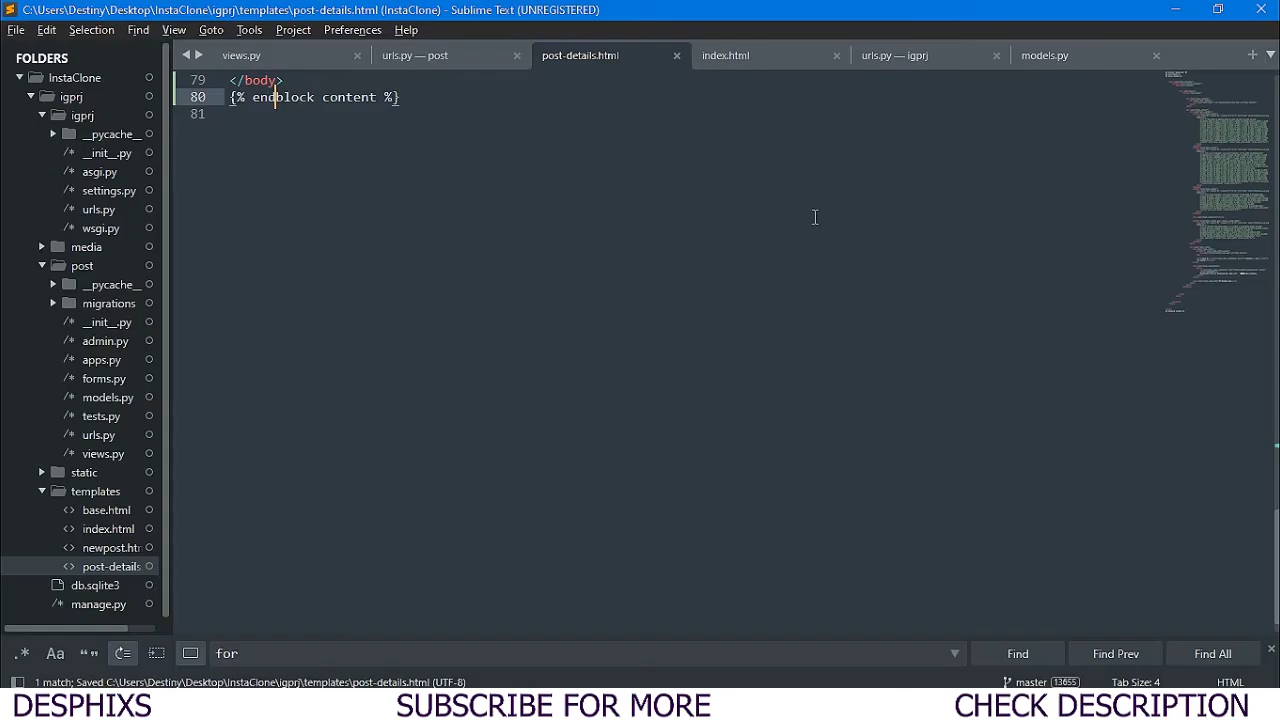 C:\Users\Destiny\Desktop\InstaClone\igprj\templates\post-details.html (InstaClone) - Sublime Text (UNREGISTERED)
File Edit Selection Find View Goto Tools Project Preferences Help
FOLDERS
InstaClone
igprj
igprj
__pycache__
__init__.py
asgi.py
settings.py
urls.py
wsgi.py
media
post
__pycache__
migrations
__init__.py
admin.py
apps.py
forms.py
models.py
tests.py
urls.py
views.py
static
templates
base.html
index.html
newpost.htm
post-details
db.sqlite3
manage.py
views.py urls.py — post post-details.html index.html urls.py — igprj models.py
79 </body>
80 {% endblock content %}
81
.* Aa “” for Find Find Prev Find All
1 match; Saved C:\Users\Destiny\Desktop\InstaClone\igprj\templates\post-details.html (UTF-8) master 13655 Tab Size: 4 HTML
DESPHIXS SUBSCRIBE FOR MORE CHECK DESCRIPTION